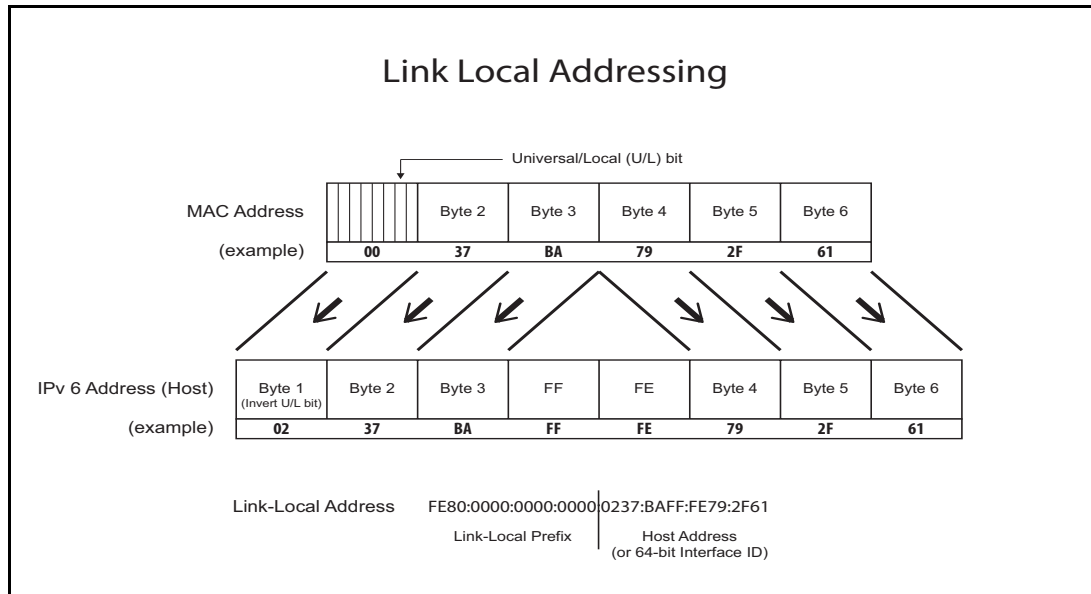 Link Local Addressing
Universal/Local (U/L) bit
MAC Address
Byte 2 Byte 3 Byte 4 Byte 5 Byte 6
(example)
00 37 BA 79 2F 61
IPv 6 Address (Host)
Byte 1 Byte 2 Byte 3 FF FE Byte 4 Byte 5 Byte 6
(Invert U/L bit)
(example)
02 37 BA FF FE 79 2F 61
Link-Local Address FE80:0000:0000:0000:0237:BAFF:FE79:2F61
Link-Local Prefix Host Address
(or 64-bit Interface ID)